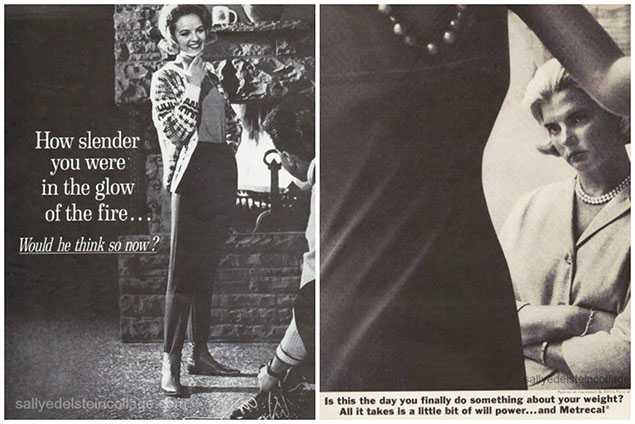 How slender
you were
in the glow
of the fire...
Would he think so now?
sallyedelsteincollage.com
sallyedelsteincollage
Is this the day you finally do something about your weight?
All it takes is a little bit of will power...and Metrecal®